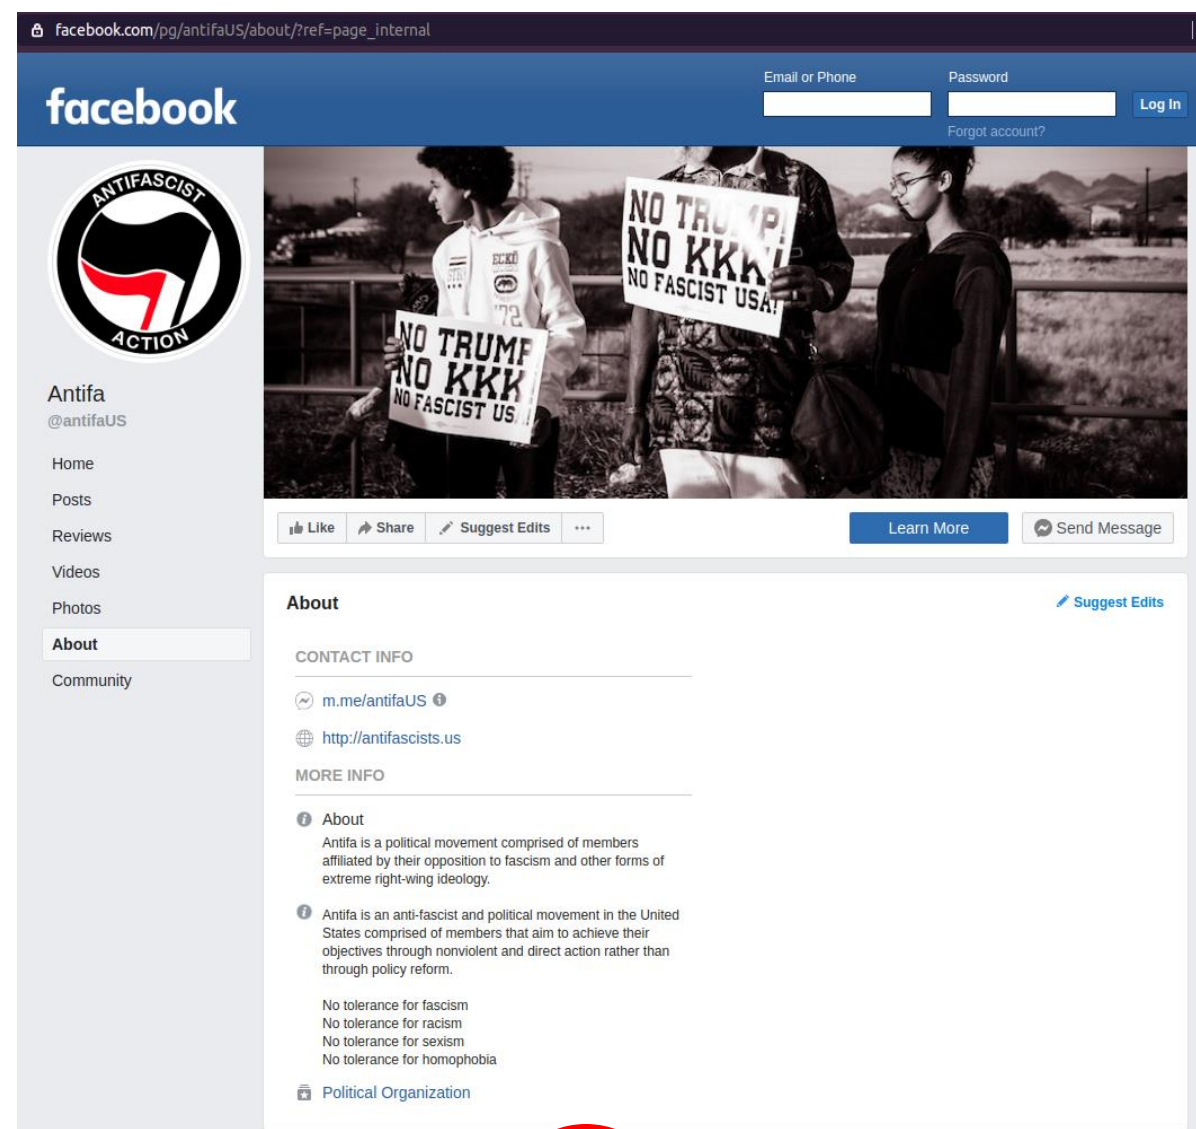 facebook.com/pg/antifaUS/about/?ref=page_internal
facebook
Email or Phone
Password
Log In
Forgot account?
ANTIFASCIST
ACTION
Antifa
@antifaUS
Home
Posts
Reviews
Videos
Photos
About
Community
ECKŌ
'72
NO TRUMP
NO KKK
NO FASCIST US
NO TRUMP!
NO KKK!
NO FASCIST USA!
Like
Share
Suggest Edits
Learn More
Send Message
About
Suggest Edits
CONTACT INFO
m.me/antifaUS
http://antifascists.us
MORE INFO
About
Antifa is a political movement comprised of members
affiliated by their opposition to fascism and other forms of
extreme right-wing ideology.
Antifa is an anti-fascist and political movement in the United
States comprised of members that aim to achieve their
objectives through nonviolent and direct action rather than
through policy reform.
No tolerance for fascism
No tolerance for racism
No tolerance for sexism
No tolerance for homophobia
Political Organization